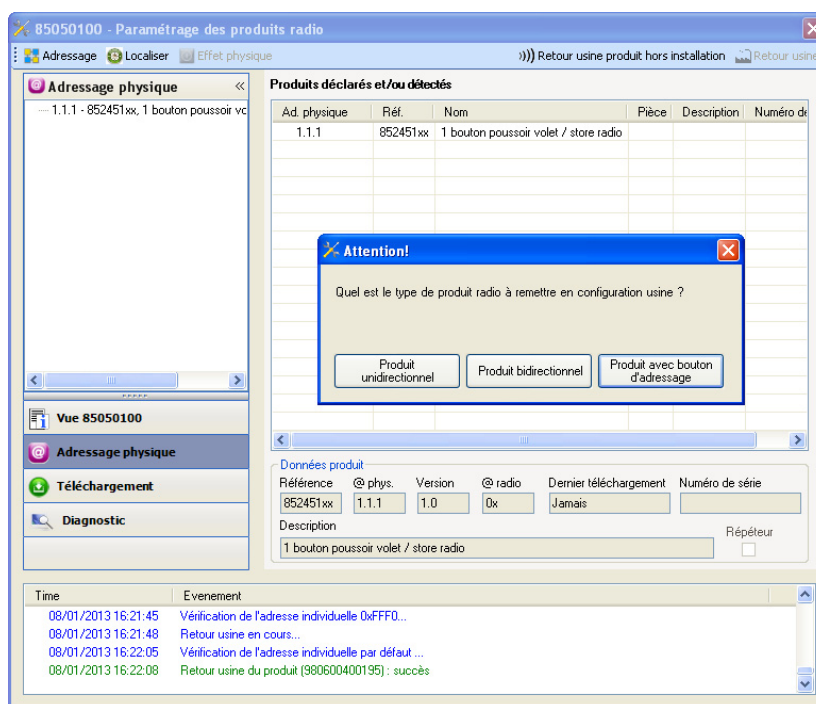 85050100 - Paramétrage des produits radio
Adressage Localiser Effet physique )))) Retour usine produit hors installation Retour usine
Adressage physique «
1.1.1 - 852451xx, 1 bouton poussoir vc
Produits déclarés et/ou détectés
Ad. physique Réf. Nom Pièce Description Numéro de
1.1.1 852451xx 1 bouton poussoir volet / store radio
Attention!
Quel est le type de produit radio à remettre en configuration usine ?
Produit unidirectionnel
Produit bidirectionnel
Produit avec bouton d'adressage
Vue 85050100
Adressage physique
Téléchargement
Diagnostic
Données produit
Référence @ phys. Version @ radio Dernier téléchargement Numéro de série
852451xx 1.1.1 1.0 0x Jamais
Description Répéteur
1 bouton poussoir volet / store radio
Time Evenement
08/01/2013 16:21:45 Vérification de l'adresse individuelle 0xFFF0...
08/01/2013 16:21:48 Retour usine en cours...
08/01/2013 16:22:05 Vérification de l'adresse individuelle par défaut ...
08/01/2013 16:22:08 Retour usine du produit (980600400195) : succès